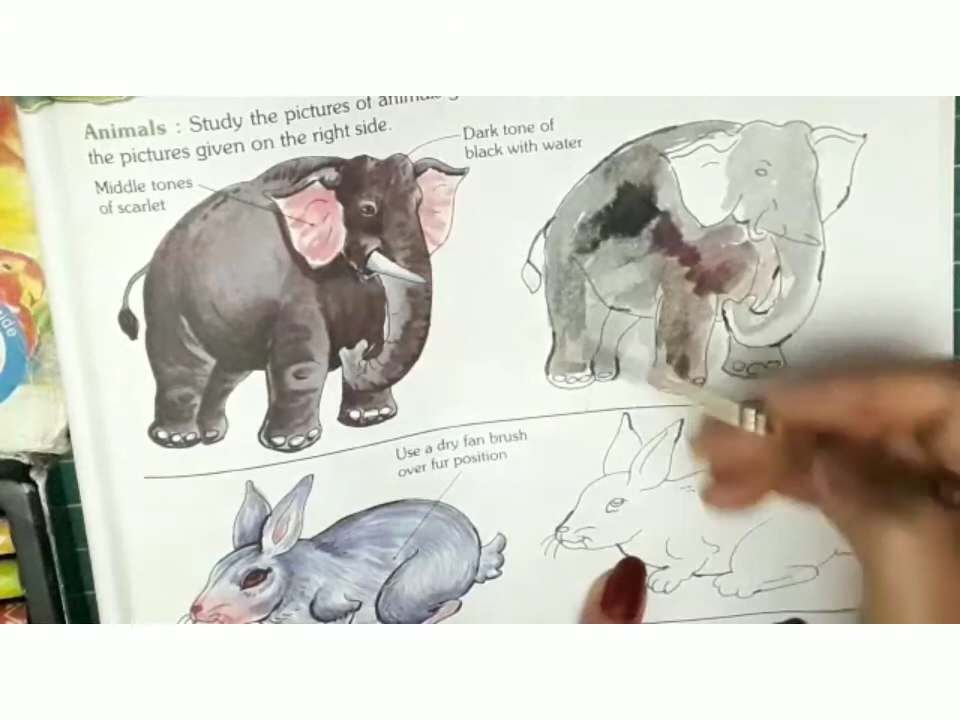 Animals : Study the pictures of
the pictures given on the right side.
Dark tone of
black with water
Middle tones
of scarlet
Use a dry fan brush
over fur position